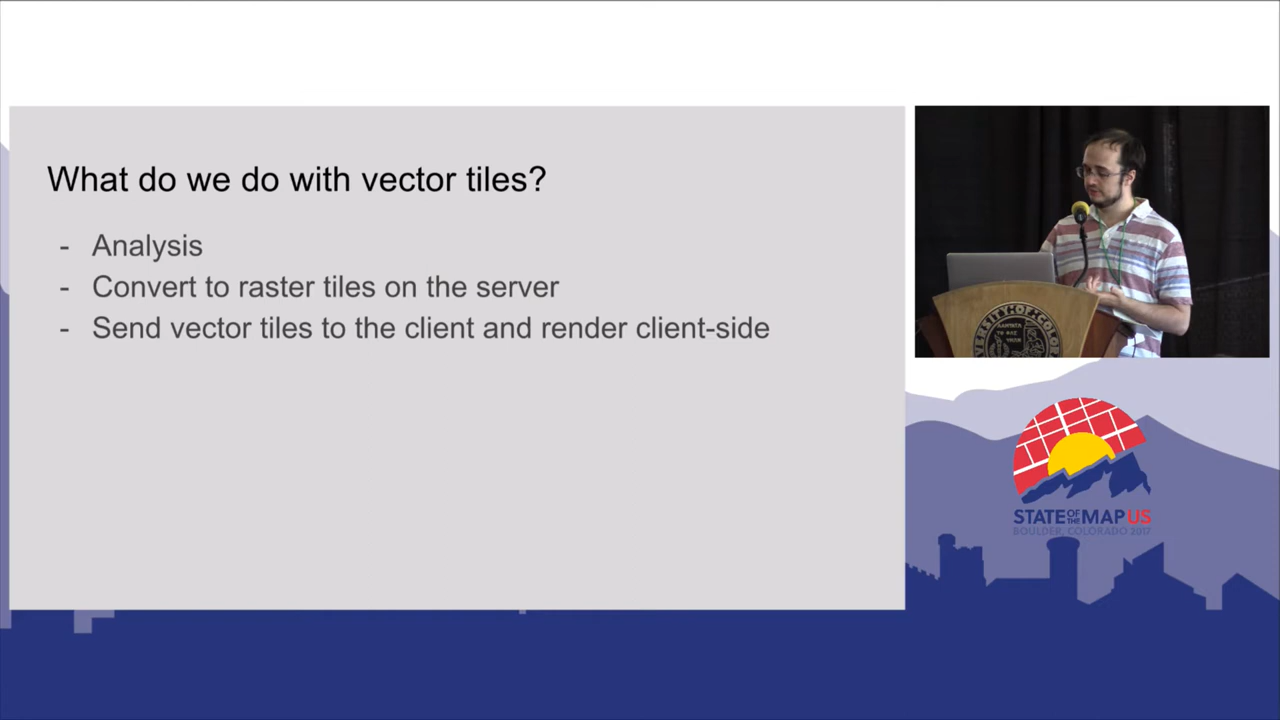 What do we do with vector tiles?
- Analysis
- Convert to raster tiles on the server
- Send vector tiles to the client and render client-side
STATE OF THE MAP US
BOULDER, COLORADO 2017